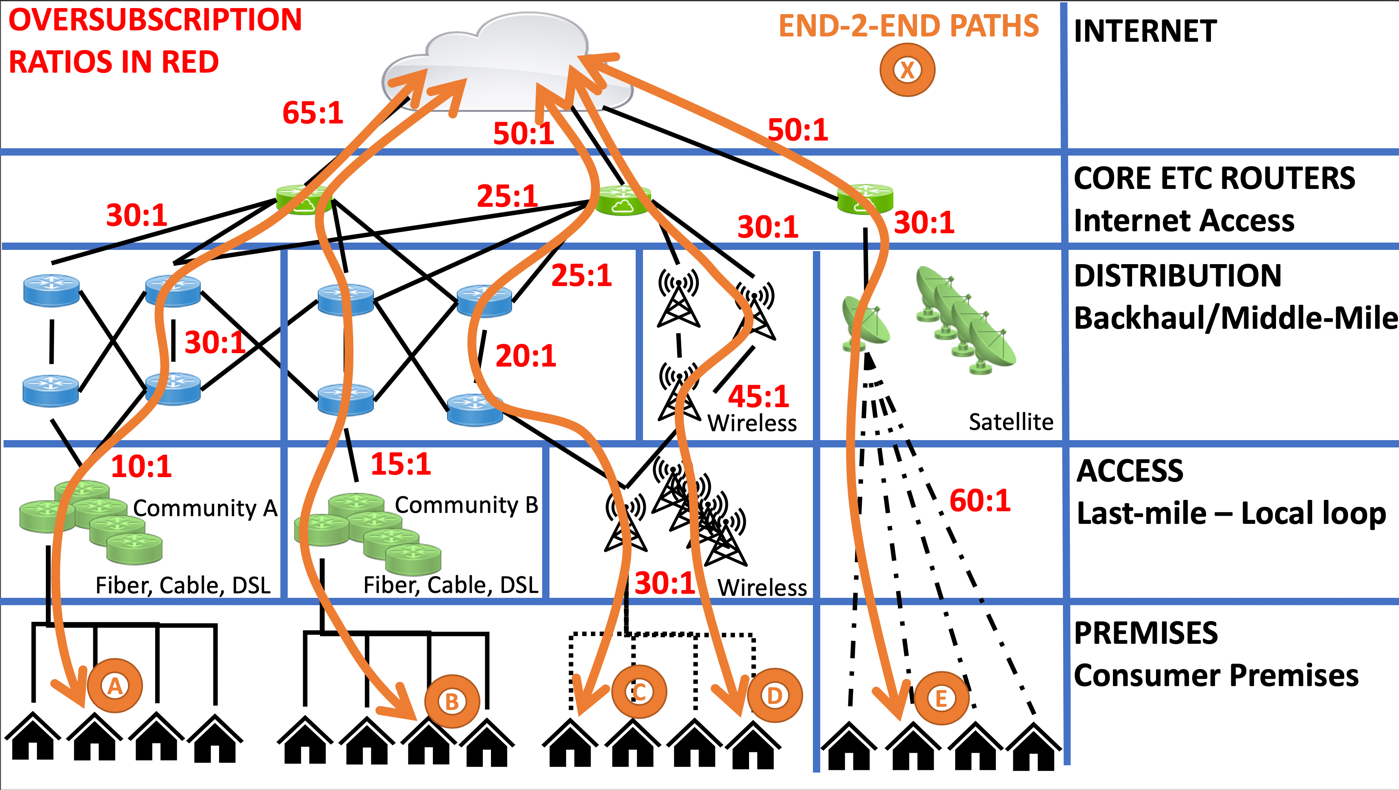 OVERSUBSCRIPTION
RATIOS IN RED
END-2-END PATHS
X
INTERNET
65:1
50:1
50:1
CORE ETC ROUTERS
Internet Access
30:1
25:1
30:1
30:1
DISTRIBUTION
Backhaul/Middle-Mile
25:1
30:1
20:1
45:1
Wireless
Satellite
ACCESS
Last-mile – Local loop
10:1
15:1
60:1
Community A
Community B
Fiber, Cable, DSL
Fiber, Cable, DSL
30:1
Wireless
PREMISES
Consumer Premises
A
B
C
D
E